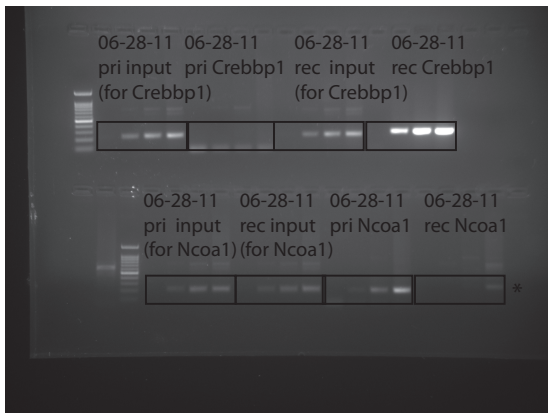 06-28-11 06-28-11 06-28-11 06-28-11
pri input pri Crebbp1 rec input rec Crebbp1
(for Crebbp1) (for Crebbp1)
06-28-11 06-28-11 06-28-11 06-28-11
pri input rec input pri Ncoa1 rec Ncoa1
(for Ncoa1) (for Ncoa1)
*